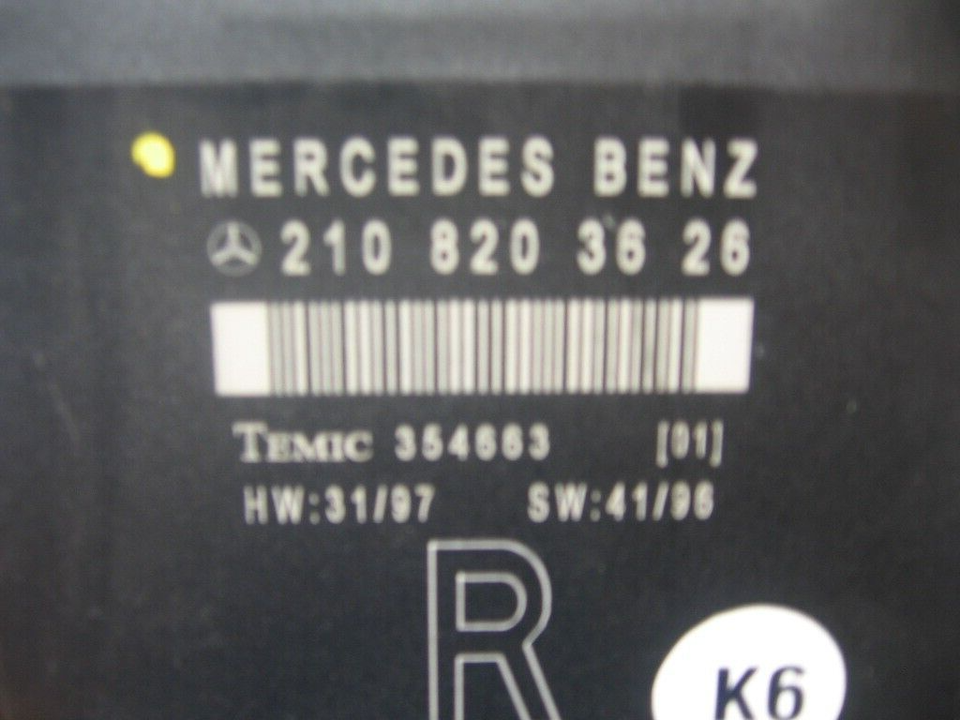 MERCEDES BENZ
210 820 36 26
TEMIC 354663 [01]
HW:31/97 SW:41/96
R
K6